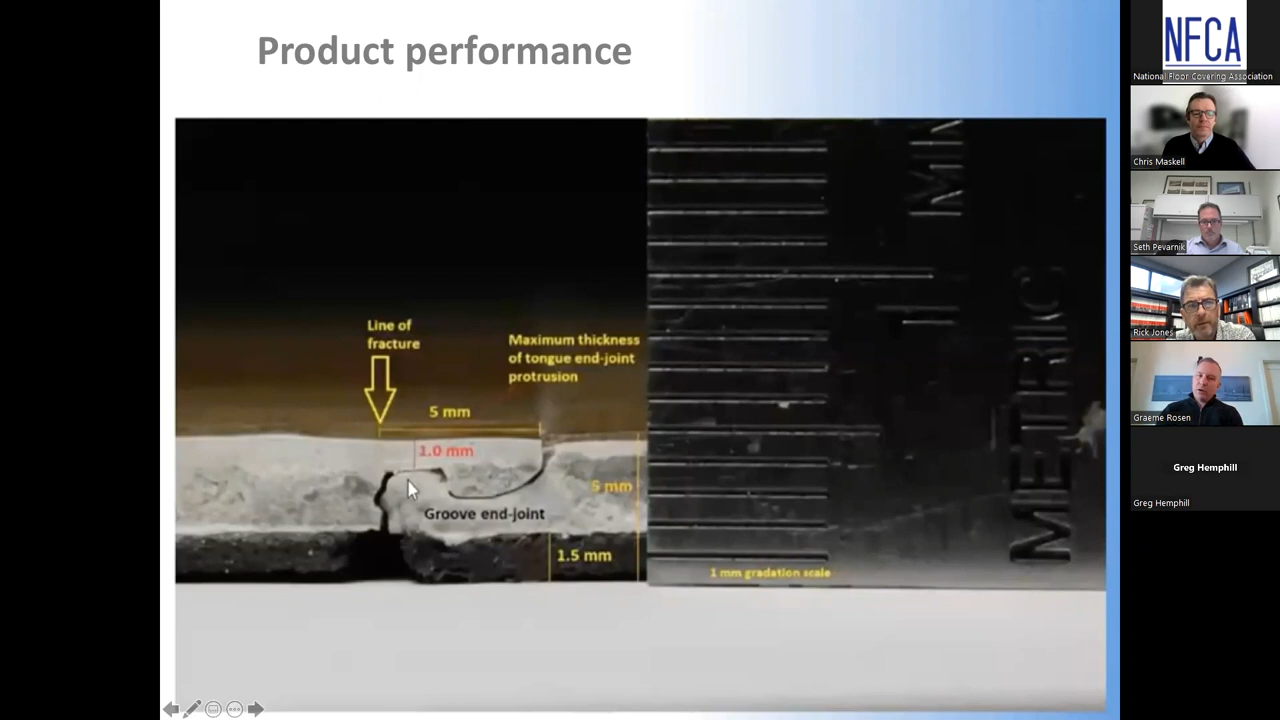 Product performance
Line of
fracture
Maximum thickness
of tongue end-joint
protrusion
5 mm
1.0 mm
5 mm
Groove end-joint
1.5 mm
1 mm gradation scale
METRIC
NFCA
National Floor Covering Association
Chris Maskell
Seth Pevarnik
Rick Jones
Graeme Rosen
Greg Hemphill
Greg Hemphill